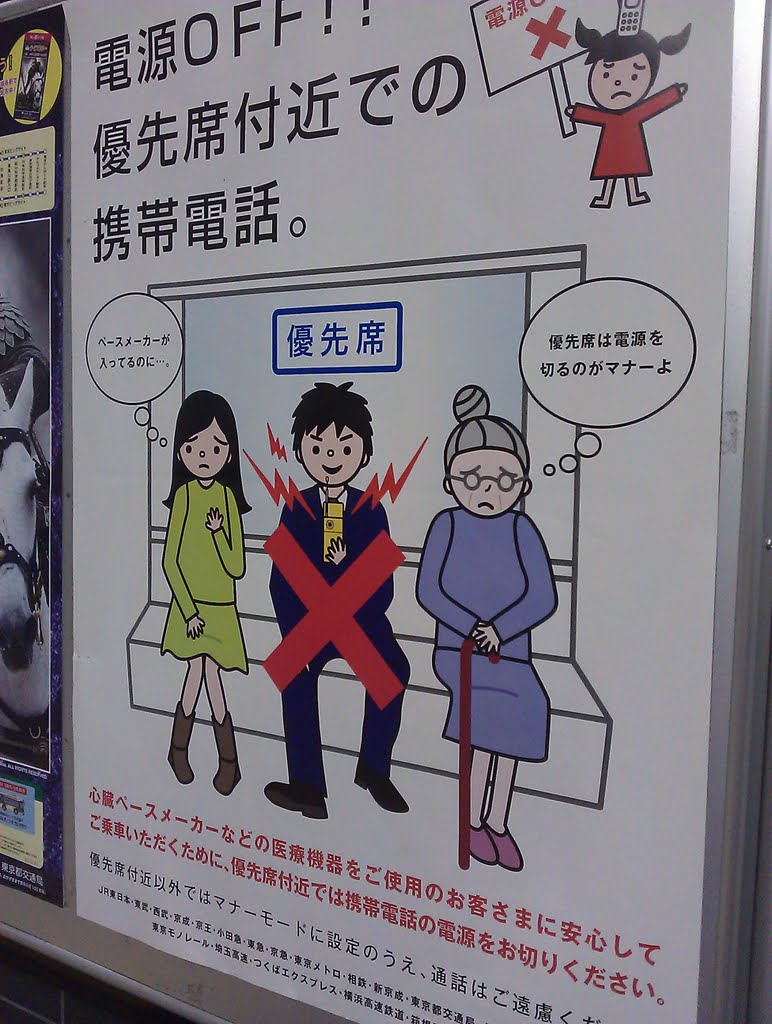 電源OFF!!
優先席付近での
携帯電話。
電源O
ペースメーカーが
入ってるのに…。
優先席
優先席は電源を
切るのがマナーよ
心臓ペースメーカーなどの医療機器をご使用のお客さまに安心して
ご乗車いただくために、優先席付近では携帯電話の電源をお切りください。
優先席付近以外ではマナーモードに設定のうえ、通話はご遠慮くだ
JR東日本・東武・西武・京成・京王・小田急・東急・京急・東京メトロ・相鉄・新京成・東京都交通局
東京モノレール・埼玉高速・つくばエクスプレス・横浜高速鉄道・箱根
東京都交通局